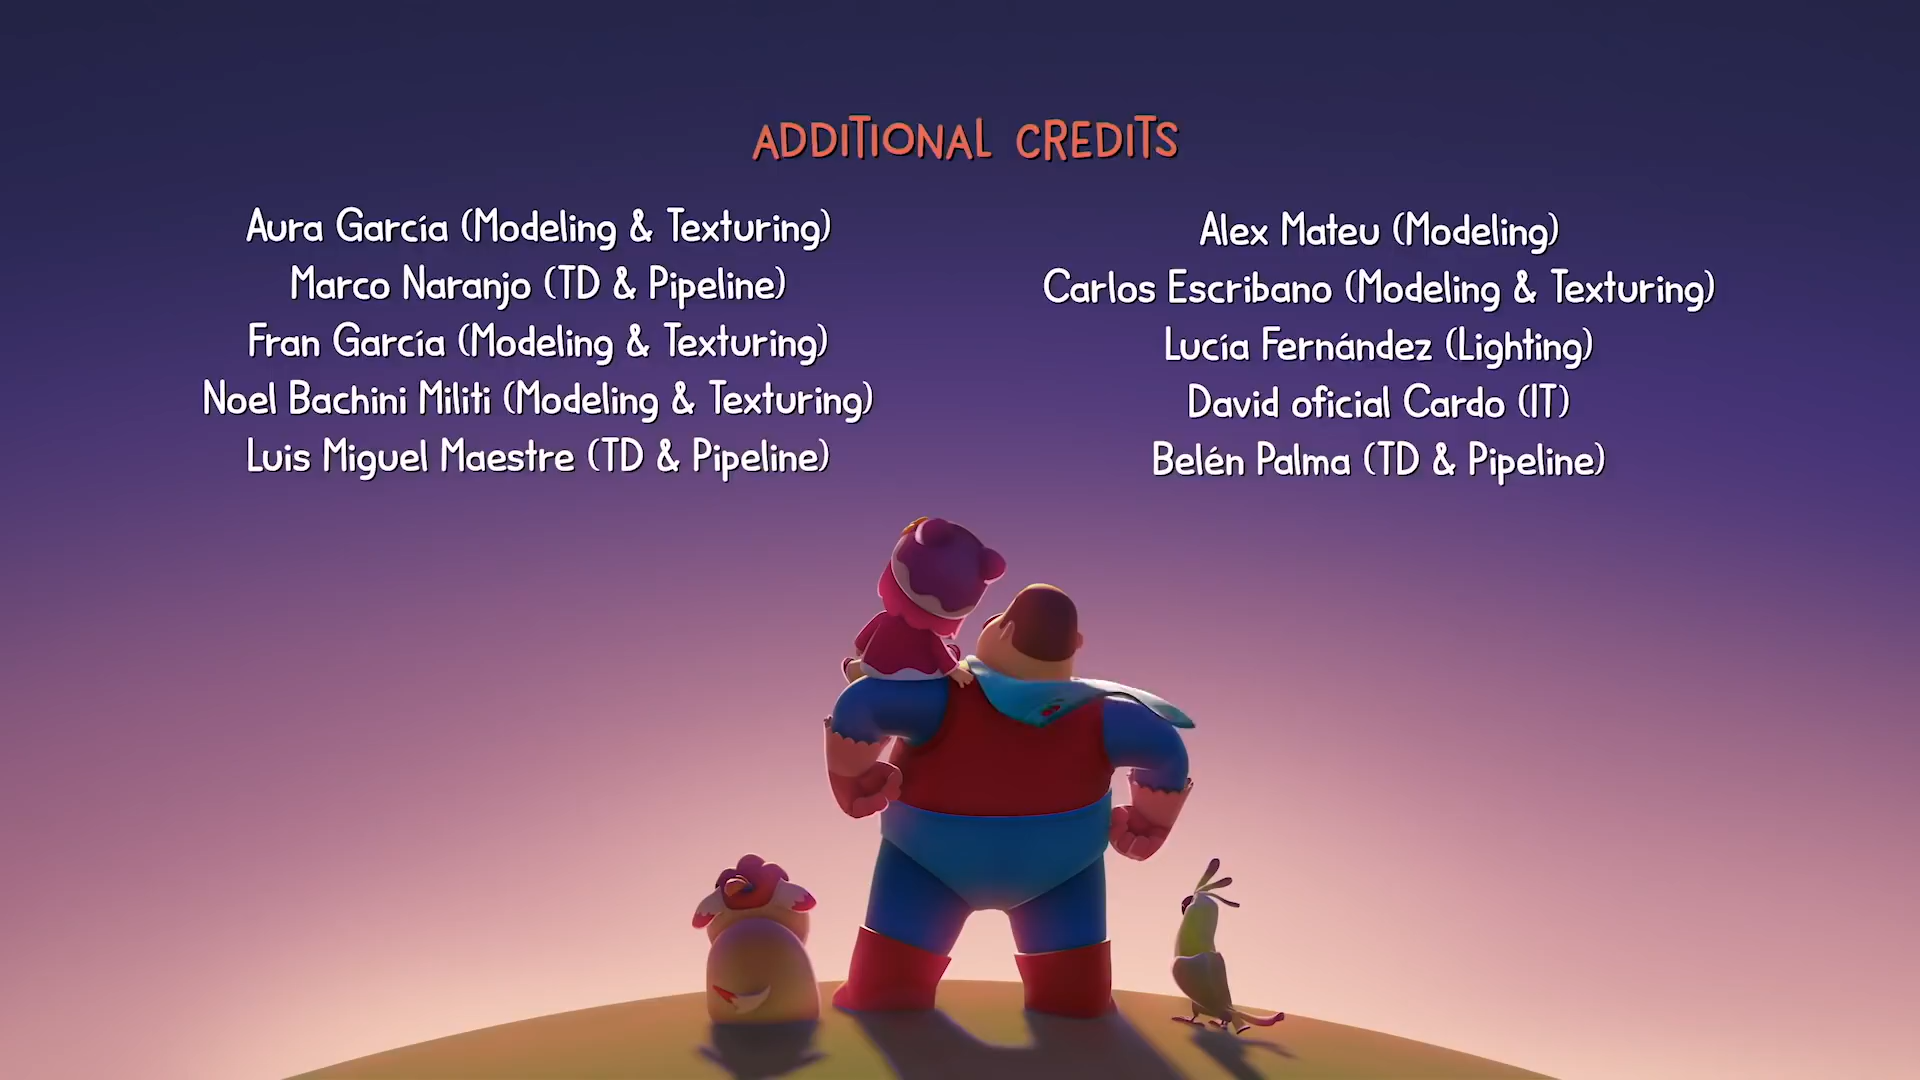 ADDITIONAL CREDITS
Aura García (Modeling & Texturing)
Marco Naranjo (TD & Pipeline)
Fran García (Modeling & Texturing)
Noel Bachini Militi (Modeling & Texturing)
Luis Miguel Maestre (TD & Pipeline)
Alex Mateu (Modeling)
Carlos Escribano (Modeling & Texturing)
Lucía Fernández (Lighting)
David oficial Cardo (IT)
Belén Palma (TD & Pipeline)